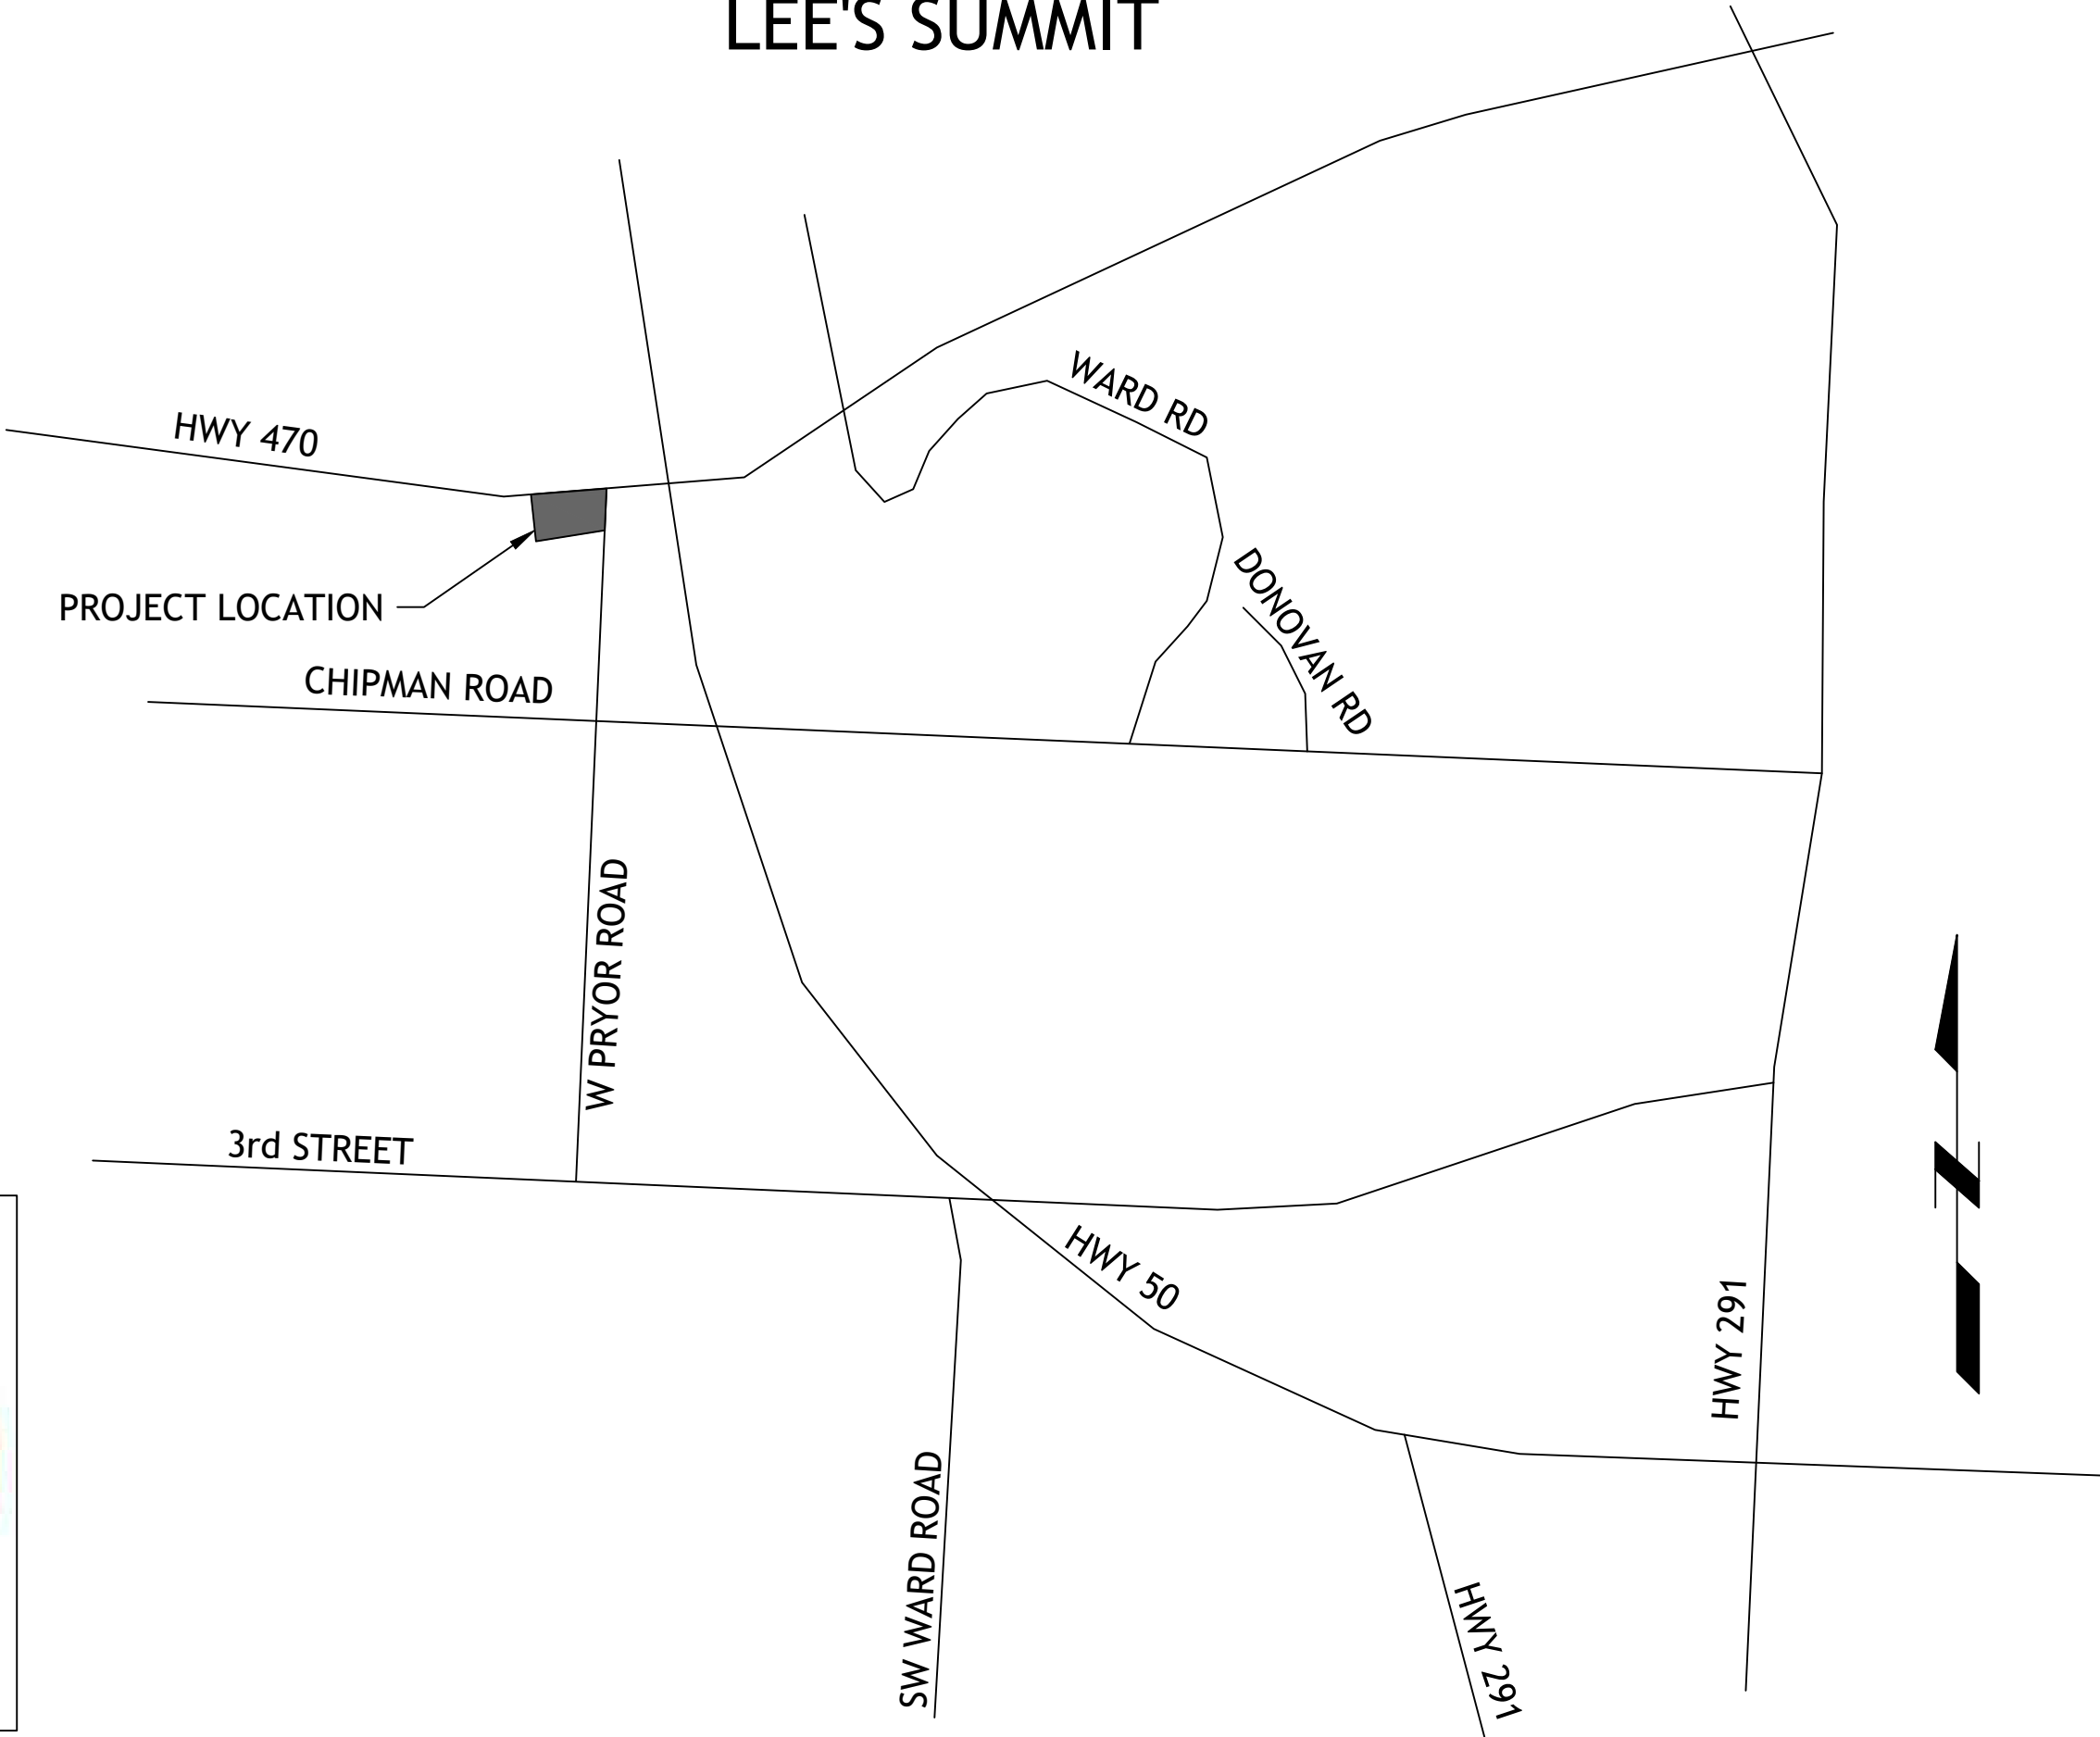 LEE'S SUMMIT
WARD RD
HWY 470
DONOVAN RD
PROJECT LOCATION
CHIPMAN ROAD
W PRYOR ROAD
3rd STREET
HWY 50
HWY 291
SW WARD ROAD
HWY 291
N